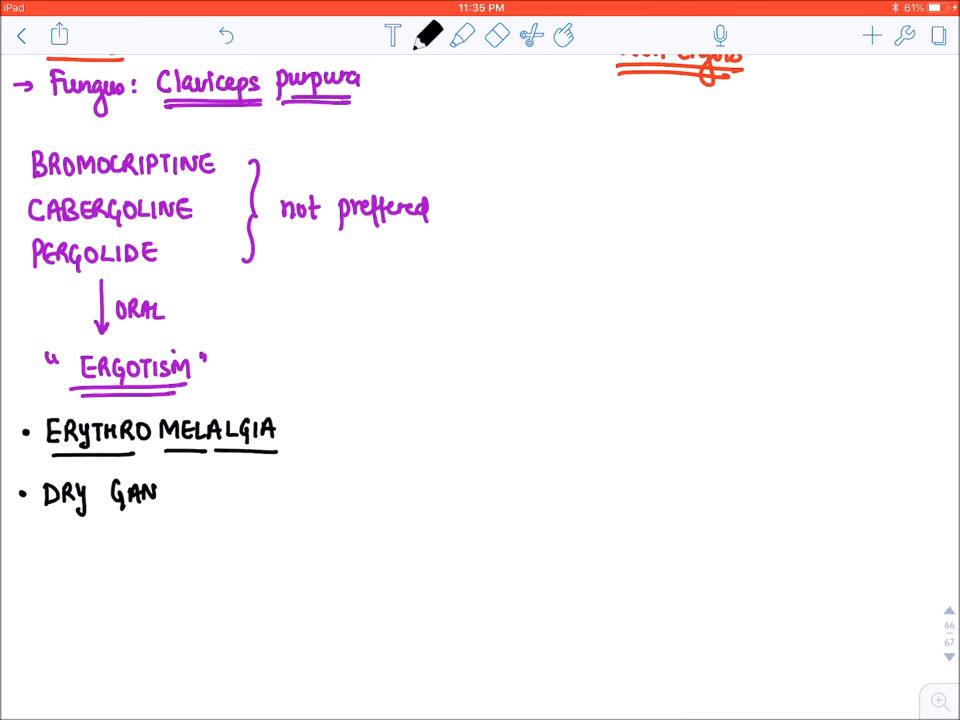 iPad 11:35 PM 61%
→ Fungus: Claviceps purpura
BROMOCRIPTINE
CABERGOLINE
PERGOLIDE
} not preffered
↓ ORAL
" ERGOTISM "
• ERYTHROMELALGIA
• DRY GAN
T
66
67